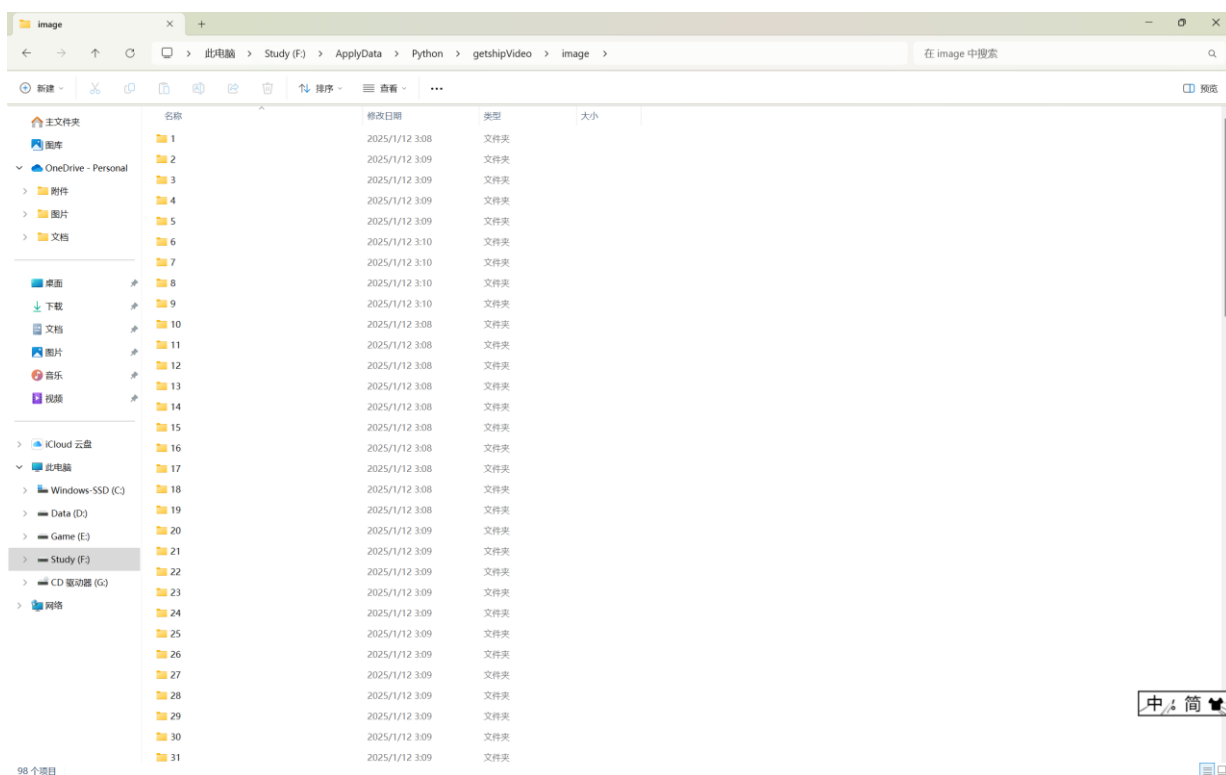 image
此电脑 > Study (F:) > ApplyData > Python > getshipVideo > image >
在 image 中搜索
新建
排序
查看
预览
名称 修改日期 类型 大小
主文件夹
图库
OneDrive - Personal
附件
图片
文档
桌面
下载
文档
图片
音乐
视频
iCloud 云盘
此电脑
Windows-SSD (C:)
Data (D:)
Game (E:)
Study (F:)
CD 驱动器 (G:)
网络
1 2025/1/12 3:08 文件夹
2 2025/1/12 3:09 文件夹
3 2025/1/12 3:09 文件夹
4 2025/1/12 3:09 文件夹
5 2025/1/12 3:09 文件夹
6 2025/1/12 3:10 文件夹
7 2025/1/12 3:10 文件夹
8 2025/1/12 3:10 文件夹
9 2025/1/12 3:10 文件夹
10 2025/1/12 3:08 文件夹
11 2025/1/12 3:08 文件夹
12 2025/1/12 3:08 文件夹
13 2025/1/12 3:08 文件夹
14 2025/1/12 3:08 文件夹
15 2025/1/12 3:08 文件夹
16 2025/1/12 3:08 文件夹
17 2025/1/12 3:08 文件夹
18 2025/1/12 3:08 文件夹
19 2025/1/12 3:08 文件夹
20 2025/1/12 3:09 文件夹
21 2025/1/12 3:09 文件夹
22 2025/1/12 3:09 文件夹
23 2025/1/12 3:09 文件夹
24 2025/1/12 3:09 文件夹
25 2025/1/12 3:09 文件夹
26 2025/1/12 3:09 文件夹
27 2025/1/12 3:09 文件夹
28 2025/1/12 3:09 文件夹
29 2025/1/12 3:09 文件夹
30 2025/1/12 3:09 文件夹
31 2025/1/12 3:09 文件夹
中 简
98 个项目